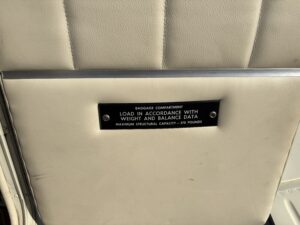 BAGGAGE COMPARTMENT
LOAD IN ACCORDANCE WITH
WEIGHT AND BALANCE DATA
MAXIMUM STRUCTURAL CAPACITY - POUNDS